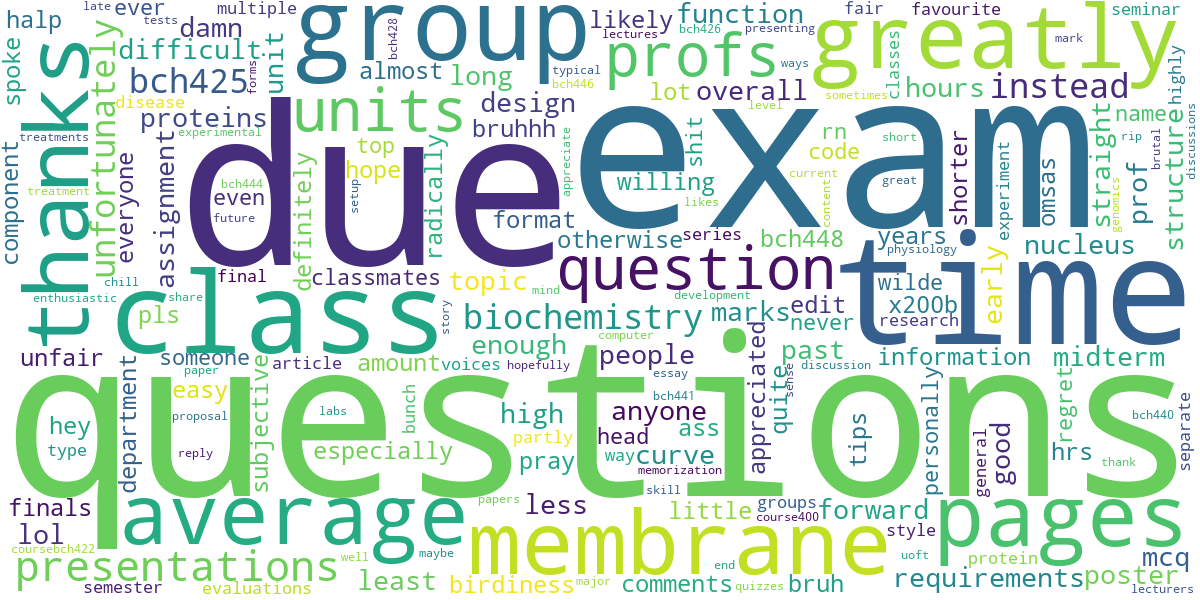 halp
late
ever
multiple
group
likely
function
fair
favourite
seminar
spoke
tests
damn
bch428
lectures
bch426
presenting
greatly
mark
thanks
unfortunately
difficult
unit
almost
long
typical
profs
ways
classes
bch425
forms
bch446
lot
overall
hours
instead
disease
proteins
units
design
sometimes
level
name
highly
treatments
experimental
bruhhh
appreciate
shit
rn
code
short
straight
rip
brutal
discussions
component
everyone
assignment
due
exam
definitely
top
hope
radically
willing
current
content
great
shorter
experiment
omsas
genomics
prof
structure
treatment
bch444
even
future
setup
format
likes
otherwise
series
bch448
years
physiology
nucleus
chill
final
classmates
topic
mind
question
time
early
enthusiastic
share
class
story
development
edit
wilde
x200b
pls
biochemistry
marks
never
research
unfair
someone
article
amount
voices
enough
hopefully
computer
people
past
information
midterm
department
paper
easy
subjective
bunch
essay
quite
sense
discussion
personally
regret
questions
hey
type
proposal
reply
labs
especially
high
partly
pray
bch441
anyone
head
way
ass
curve
memorization
appreciated
tips
general
good
hrs
thank
bch440
separate
finals
lol
average
papers
less
skill
little
groups
course400
forward
style
pages
coursebch422
presentations
well
maybe
membrane
end
uoft
protein
mcq
semester
evaluations
least
birdiness
major
comments
quizzes
bruh
requirements
poster
lecturers